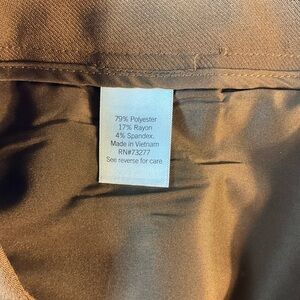 79% Polyester
17% Rayon
4% Spandex.
Made in Vietnam
RN#73277
See reverse for care